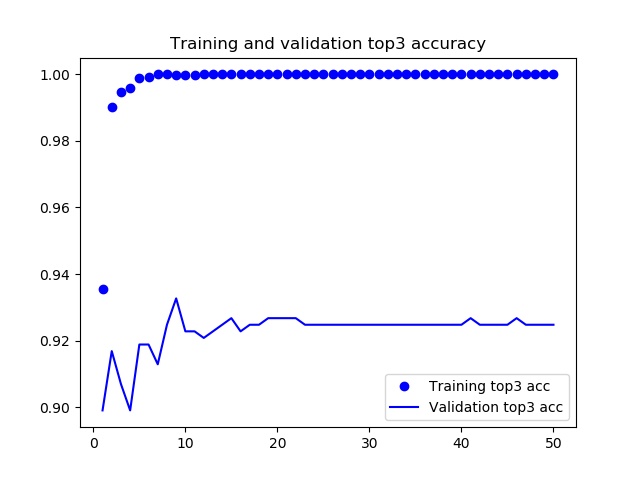 Training and validation top3 accuracy
1.00
0.98
0.96
0.94
0.92
0.90
Training top3 acc
Validation top3 acc
0 10 20 30 40 50